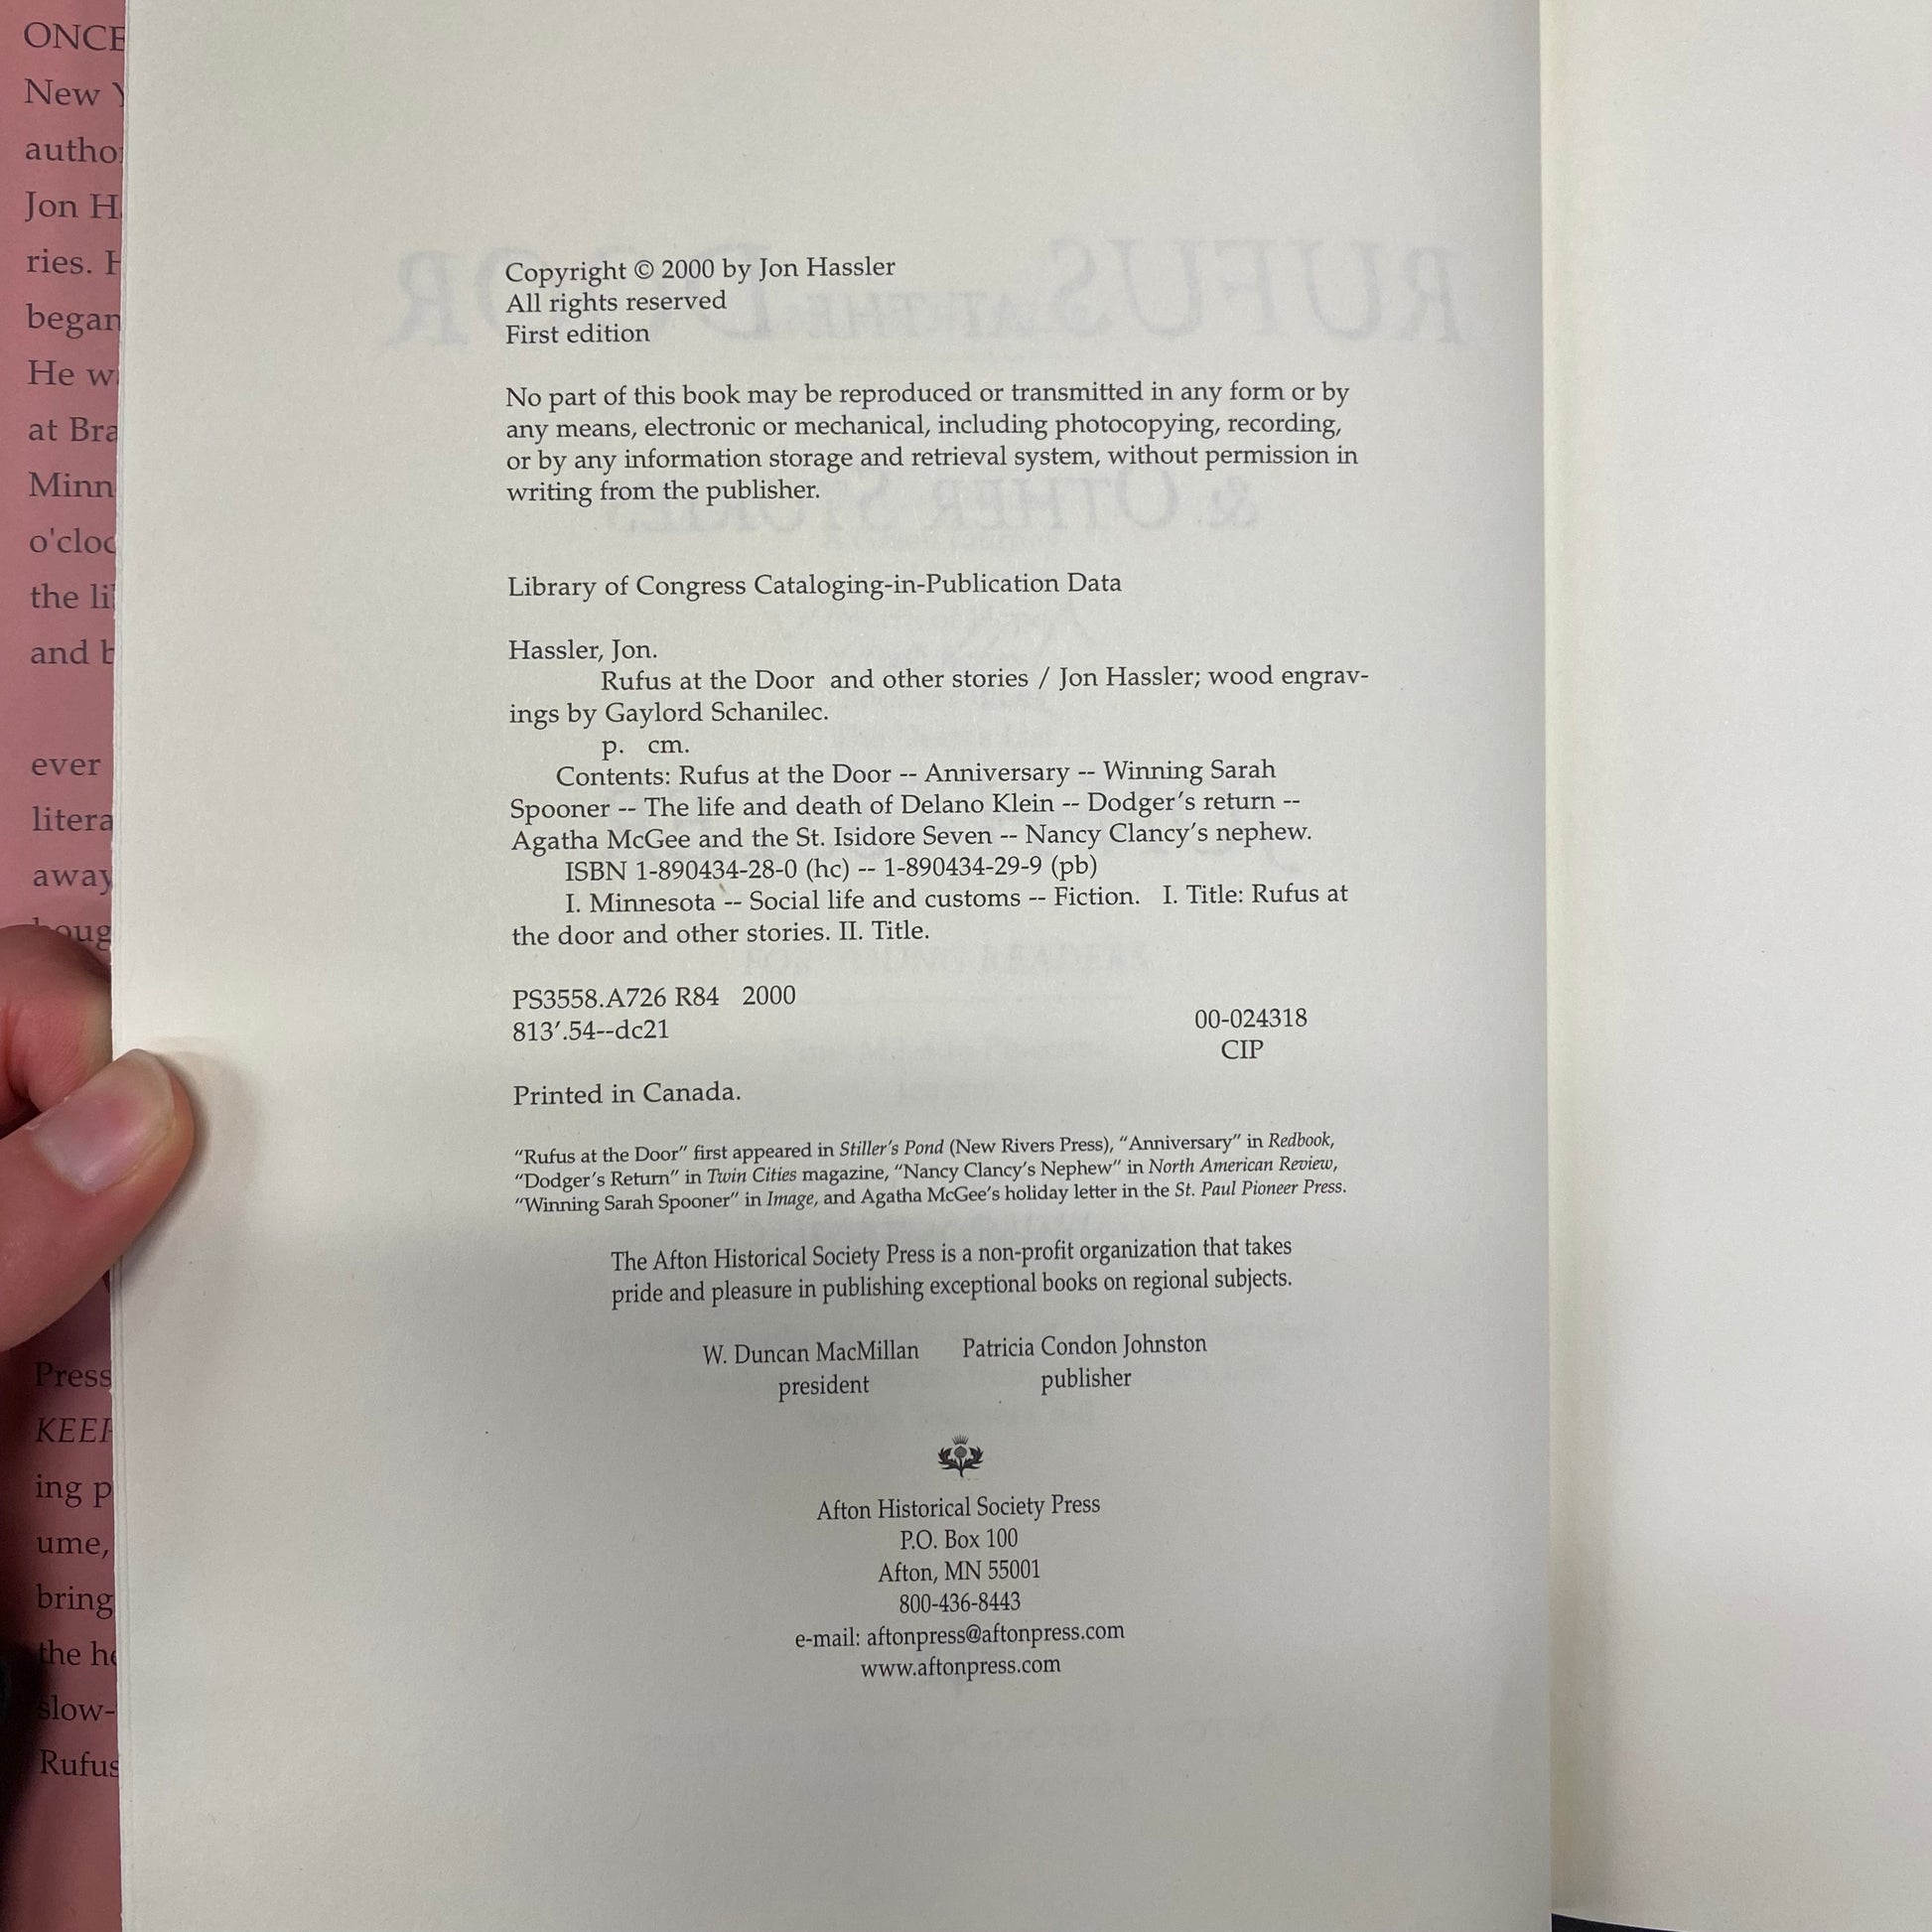 ONCE
New
Jon
ries.
began
He
at
Minn
the
and
ever
litera
away
Press
ing
ume,
bring
the
slow-
Rufus
Copyright © 2000 by Jon Hassler
All rights reserved
First edition
No part of this book may be reproduced or transmitted in any form or by
any means, electronic or mechanical, including photocopying, recording,
or by any information storage and retrieval system, without permission in
writing from the publisher.
Library of Congress Cataloging-in-Publication Data
Hassler, Jon.
Rufus at the Door and other stories / Jon Hassler; wood engrav-
ings by Gaylord Schanilec.
p. cm.
Contents: Rufus at the Door -- Anniversary -- Winning Sarah
Spooner -- The life and death of Delano Klein -- Dodger's return --
Agatha McGee and the St. Isidore Seven -- Nancy Clancy's nephew.
ISBN 1-890434-28-0 (hc) -- 1-890434-29-9 (pb)
I. Minnesota -- Social life and customs -- Fiction. I. Title: Rufus at
the door and other stories. II. Title.
PS3558.A726 R84 2000
813'.54--dc21
00-024318
CIP
Printed in Canada.
"Rufus at the Door" first appeared in Stiller's Pond (New Rivers Press), "Anniversary" in Redbook,
"Dodger's Return" in Twin Cities magazine, "Nancy Clancy's Nephew" in North American Review,
"Winning Sarah Spooner" in Image, and Agatha McGee's holiday letter in the St. Paul Pioneer Press.
The Afton Historical Society Press is a non-profit organization that takes
pride and pleasure in publishing exceptional books on regional subjects.
W. Duncan MacMillan Patricia Condon Johnston
president publisher
Afton Historical Society Press
P.O. Box 100
Afton, MN 55001
800-436-8443
e-mail: aftonpress@aftonpress.com
www.aftonpress.com
RUFUS AT THE DOOR
& OTHER STORIES